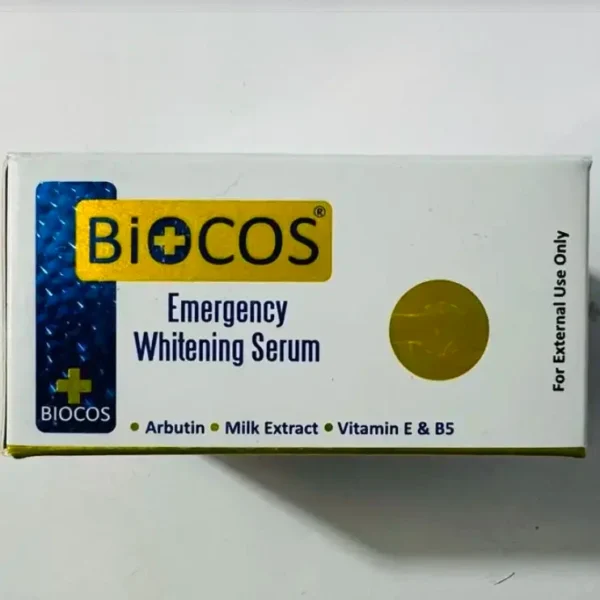 BiOCOS®
Emergency
Whitening Serum
BIOCOS
• Arbutin • Milk Extract • Vitamin E & B5
For External Use Only